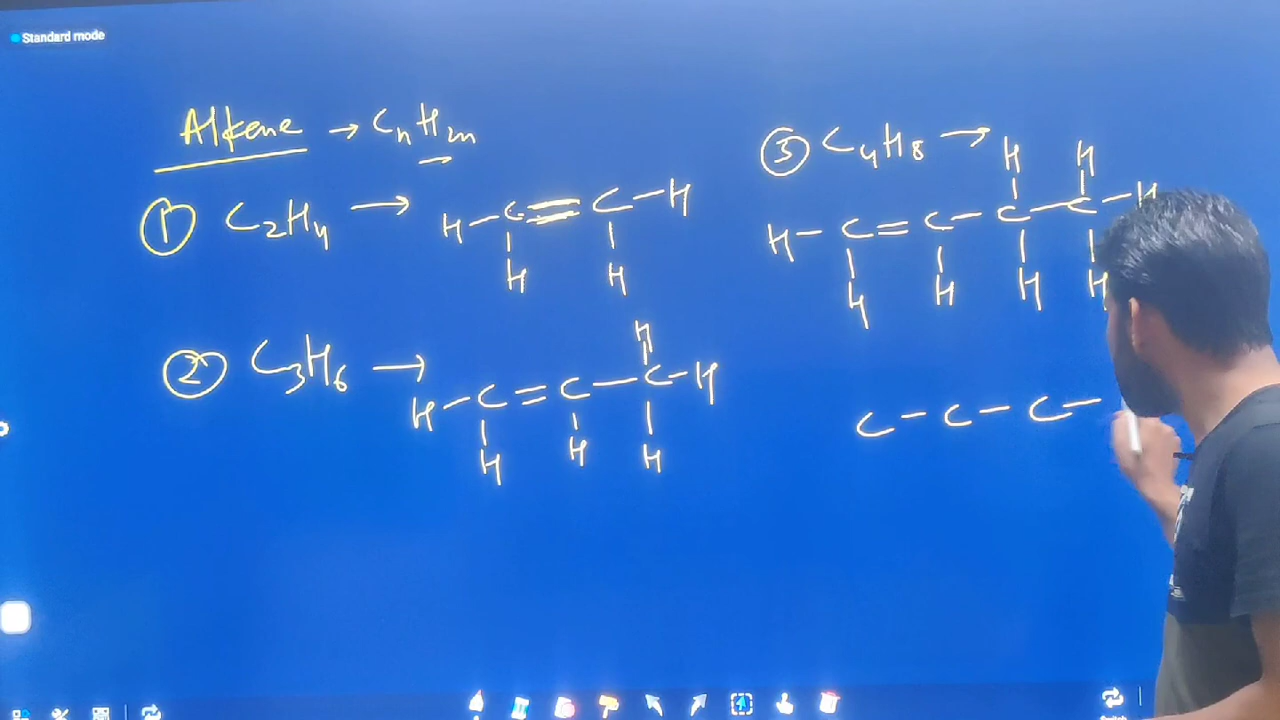 Standard mode
Alkene → CnH2n
① C2H4 →
H – C = C – H
H H
② C3H6 →
H
H – C = C – C – H
H H H
③ C4H8 →
H H
H – C = C – C – C – H
H H H H
C – C – C –